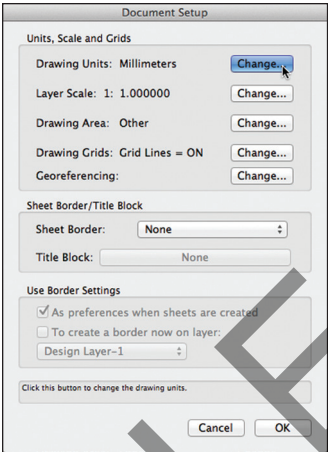 Document Setup
Units, Scale and Grids
Drawing Units: Millimeters Change...
Layer Scale: 1: 1.000000 Change...
Drawing Area: Other Change...
Drawing Grids: Grid Lines = ON Change...
Georeferencing: Change...
Sheet Border/Title Block
Sheet Border: None
Title Block: None
Use Border Settings
As preferences when sheets are created
To create a border now on layer:
Design Layer-1
Click this button to change the drawing units.
Cancel OK